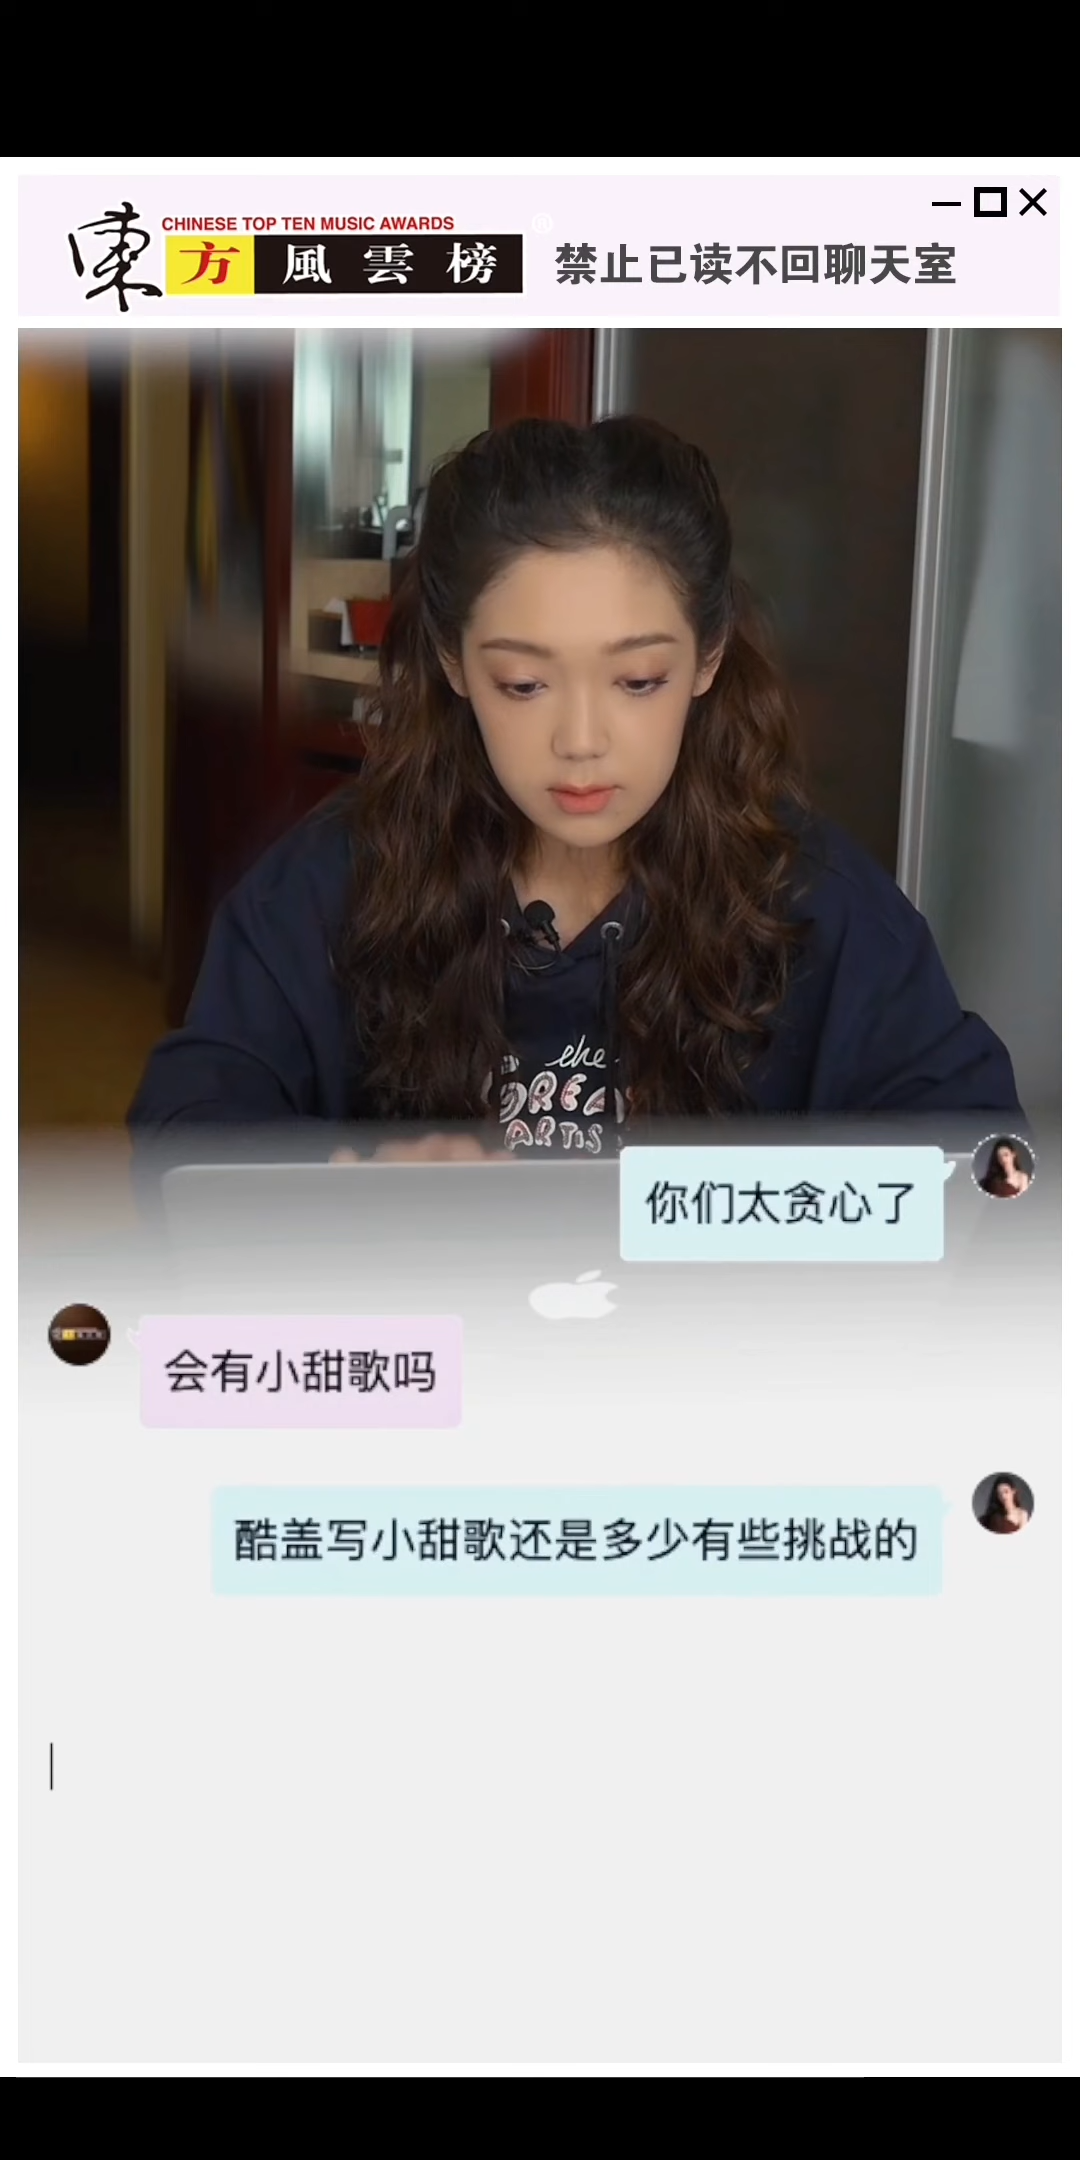 CHINESE TOP TEN MUSIC AWARDS
東方風雲榜®
禁止已读不回聊天室
the
ARTIS
你们太贪心了
会有小甜歌吗
酷盖写小甜歌还是多少有些挑战的